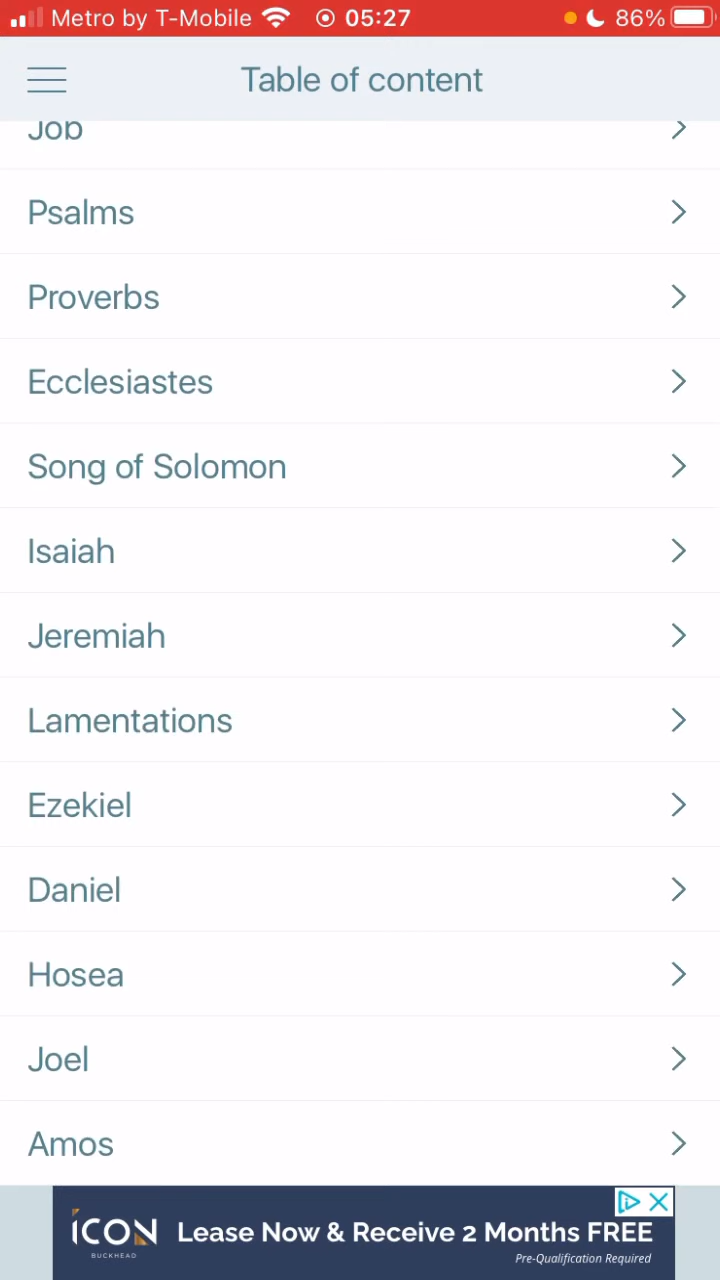 Metro by T-Mobile 05:27 86%
Table of content
Job
Psalms
Proverbs
Ecclesiastes
Song of Solomon
Isaiah
Jeremiah
Lamentations
Ezekiel
Daniel
Hosea
Joel
Amos
ICON
BUCKHEAD
Lease Now & Receive 2 Months FREE
Pre-Qualification Required